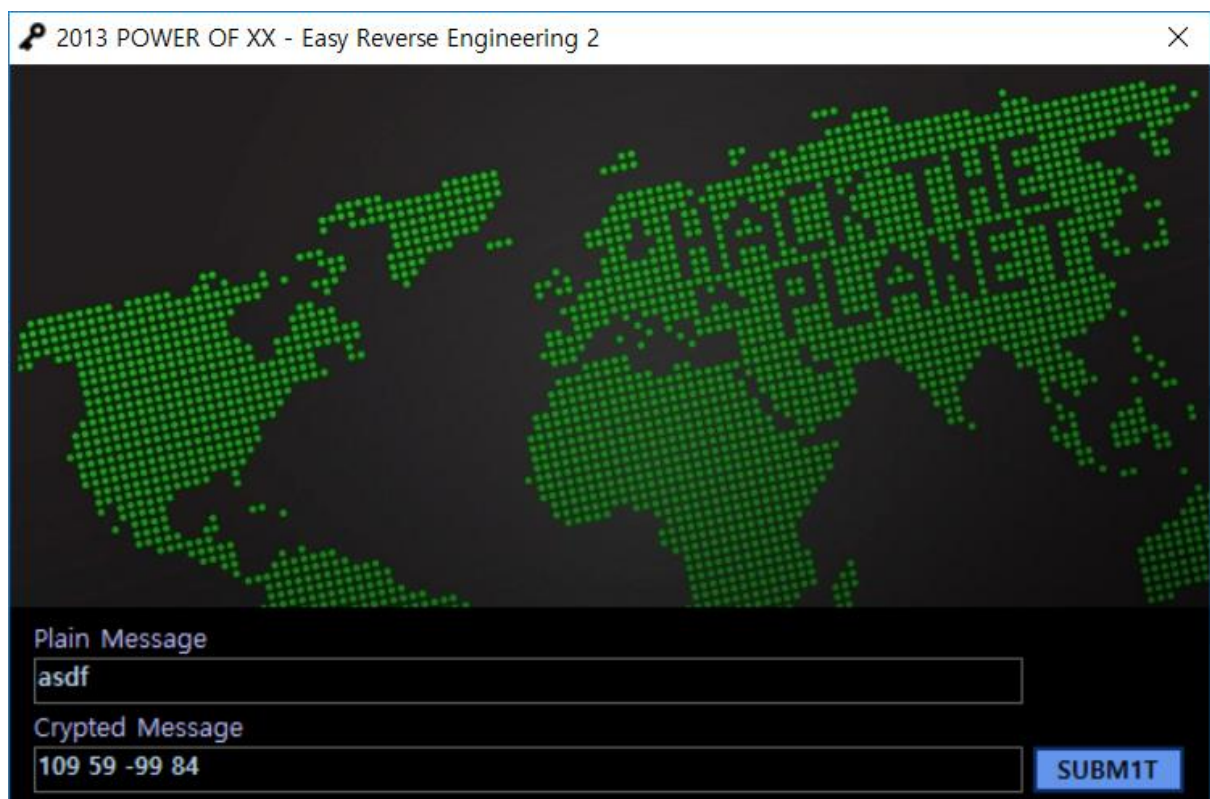 2013 POWER OF XX - Easy Reverse Engineering 2
HACK THE
PLANET
Plain Message
asdf
Crypted Message
109 59 -99 84
SUBM1T